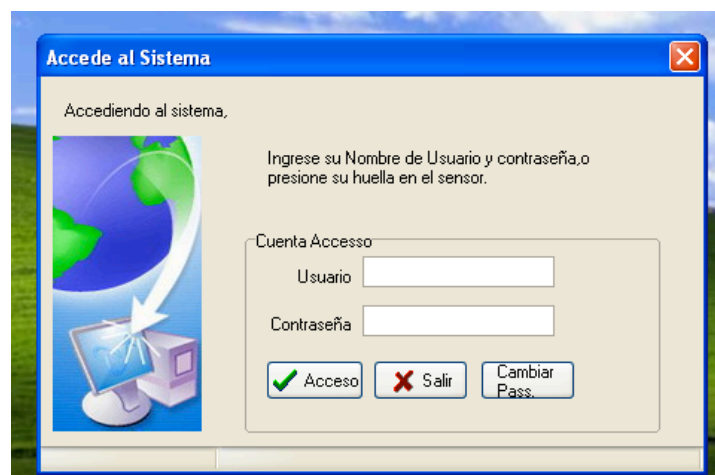 Accede al Sistema
Accediendo al sistema,
Ingrese su Nombre de Usuario y contraseña,o
presione su huella en el sensor.
Cuenta Accesso
Usuario
Contraseña
Acceso
Salir
Cambiar
Pass.